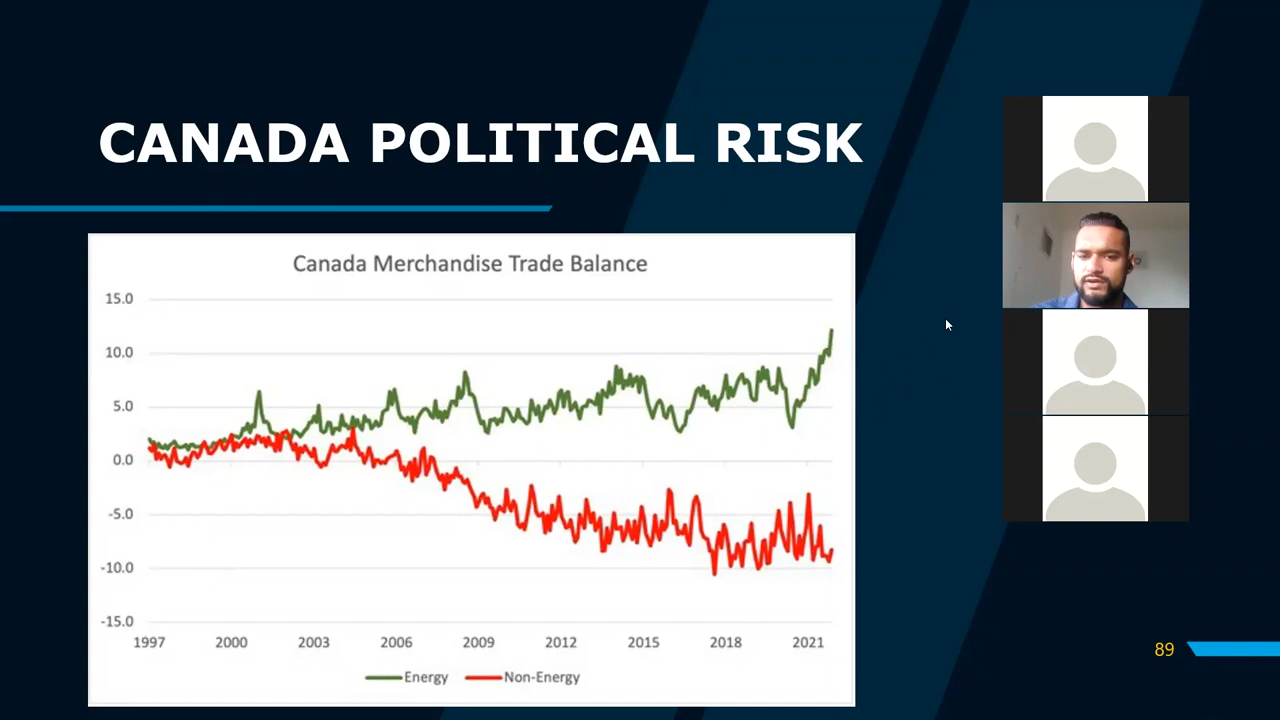 CANADA POLITICAL RISK
Canada Merchandise Trade Balance
15.0
10.0
5.0
0.0
-5.0
-10.0
-15.0
1997 2000 2003 2006 2009 2012 2015 2018 2021
Energy Non-Energy
89